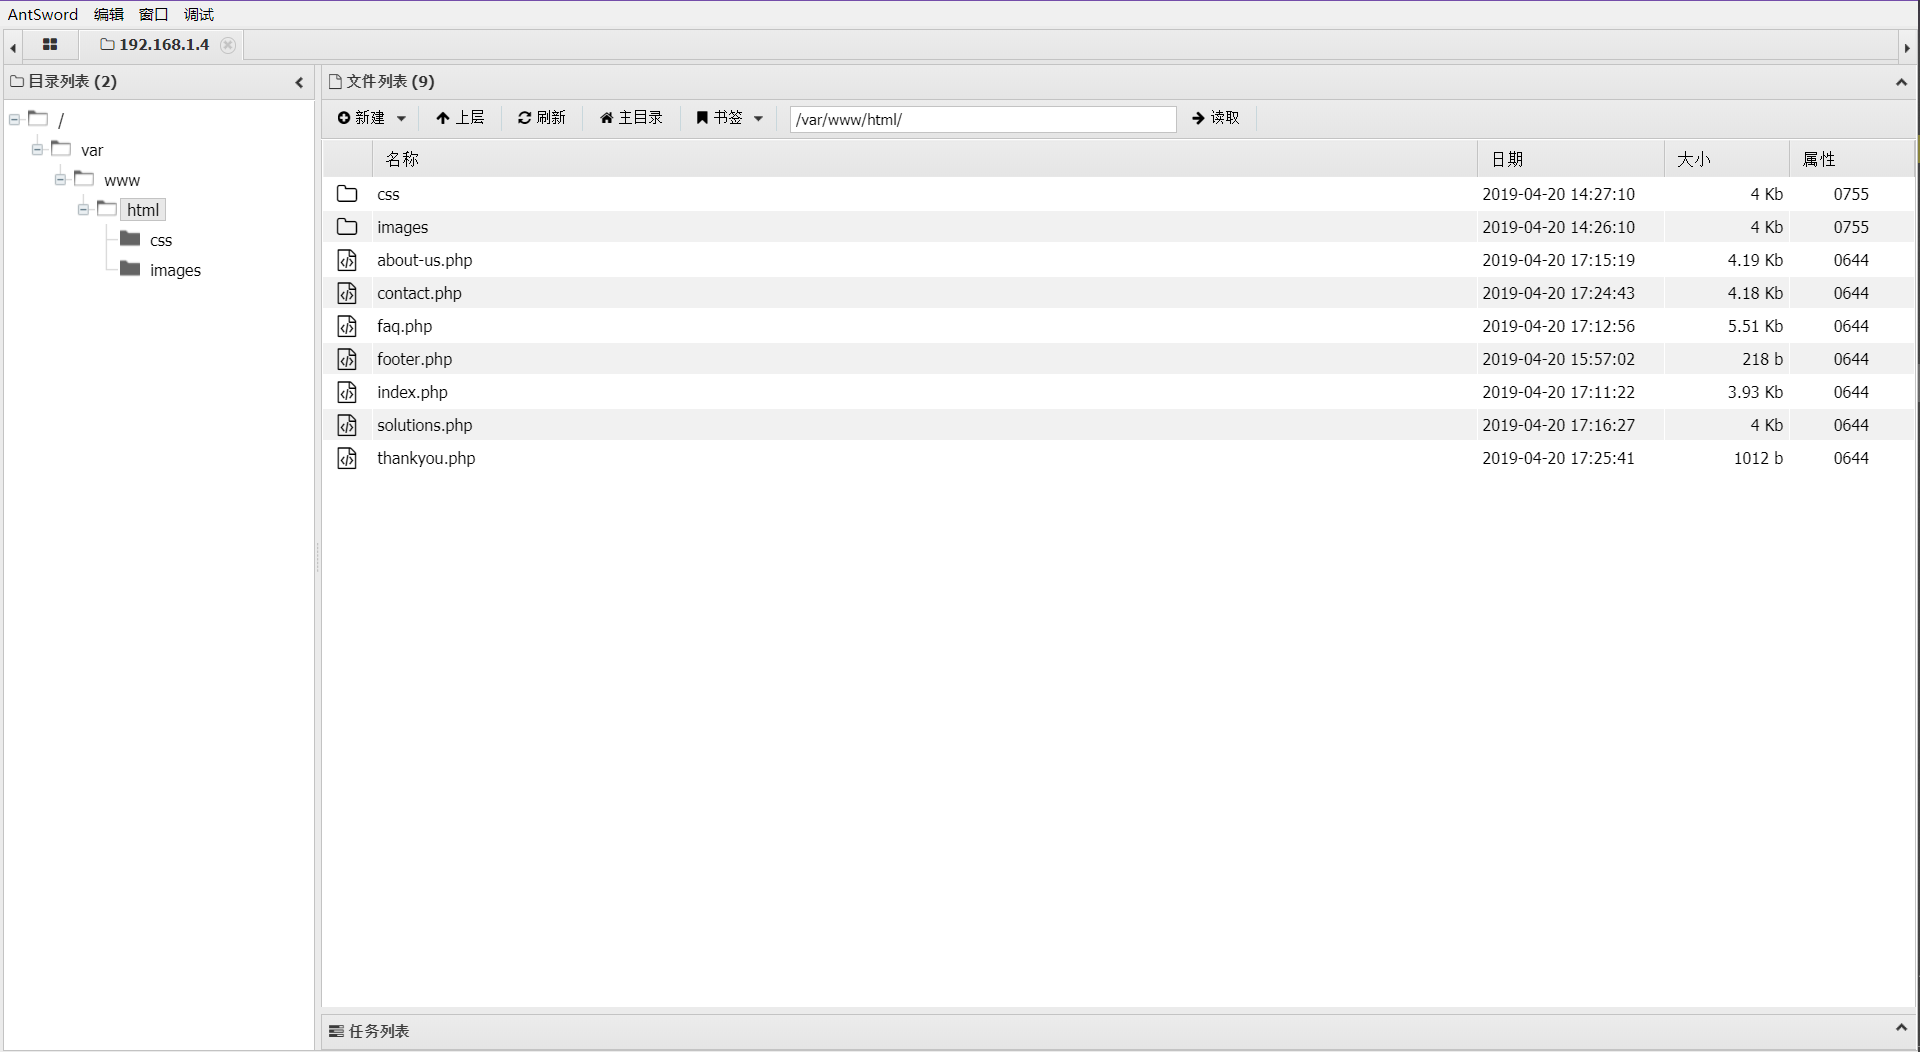 AntSword 编辑 窗口 调试
192.168.1.4
目录列表 (2)
/
var
www
html
css
images
文件列表 (9)
新建 上层 刷新 主目录 书签 /var/www/html/ 读取
名称 日期 大小 属性
css 2019-04-20 14:27:10 4 Kb 0755
images 2019-04-20 14:26:10 4 Kb 0755
about-us.php 2019-04-20 17:15:19 4.19 Kb 0644
contact.php 2019-04-20 17:24:43 4.18 Kb 0644
faq.php 2019-04-20 17:12:56 5.51 Kb 0644
footer.php 2019-04-20 15:57:02 218 b 0644
index.php 2019-04-20 17:11:22 3.93 Kb 0644
solutions.php 2019-04-20 17:16:27 4 Kb 0644
thankyou.php 2019-04-20 17:25:41 1012 b 0644
任务列表